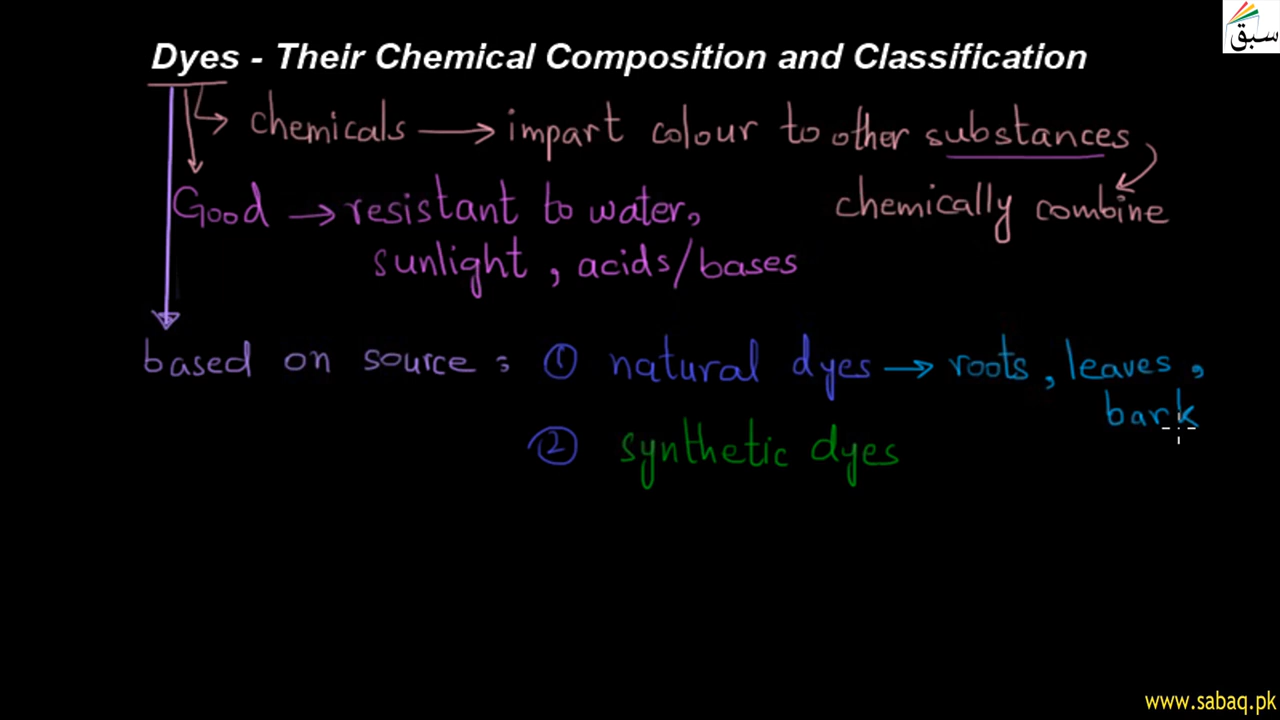 سبق
Dyes - Their Chemical Composition and Classification
chemicals → impart colour to other substances
chemically combine
Good → resistant to water,
sunlight, acids/bases
based on source : ① natural dyes → roots, leaves,
bark
② synthetic dyes
www.sabaq.pk